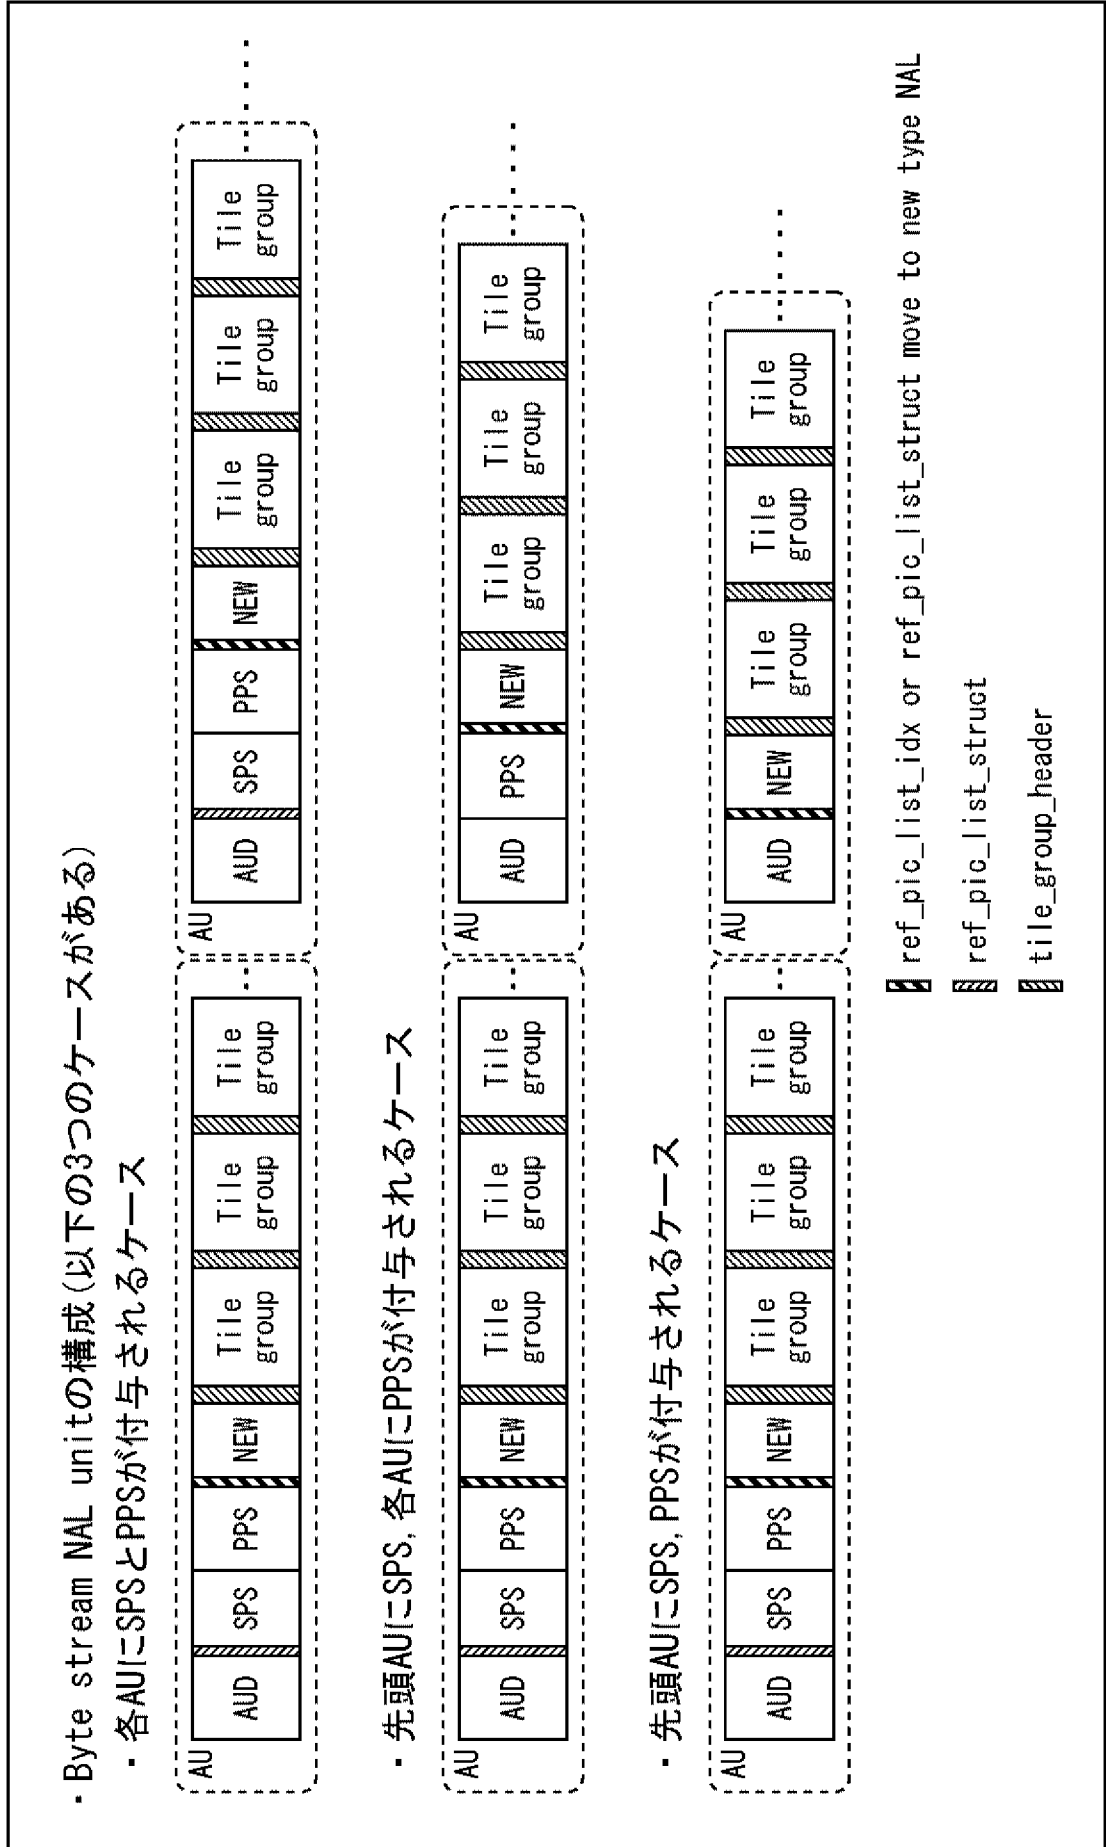 ・Byte stream NAL unitの構成(以下の3つのケースがある)
・各AUにSPSとPPSが付与されるケース
AU
AUD SPS PPS NEW Tile group Tile group Tile group
AU
AUD SPS PPS NEW Tile group Tile group Tile group
・先頭AUにSPS, 各AUにPPSが付与されるケース
AU
AUD SPS PPS NEW Tile group Tile group Tile group
AU
AUD PPS NEW Tile group Tile group Tile group
・先頭AUにSPS, PPSが付与されるケース
AU
AUD SPS PPS NEW Tile group Tile group Tile group
AU
AUD NEW Tile group Tile group Tile group
ref_pic_list_idx or ref_pic_list_struct move to new type NAL
ref_pic_list_struct
tile_group_header